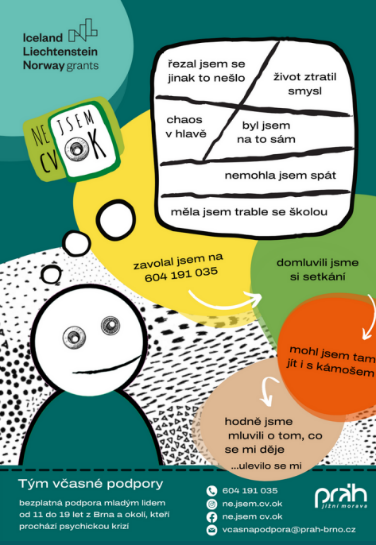 Iceland
Liechtenstein
Norway grants
NE JSEM
CVOK
řezal jsem se
jinak to nešlo
život ztratil
smysl
chaos
v hlavě
byl jsem
na to sám
nemohla jsem spát
měla jsem trable se školou
zavolal jsem na
604 191 035
domluvili jsme
si setkání
mohl jsem tam
jít i s kámošem
hodně jsme
mluvili o tom, co
se mi děje
...ulevilo se mi
Tým včasné podpory
bezplatná podpora mladým lidem
od 11 do 19 let z Brna a okolí, kteří
prochází psychickou krizí
604 191 035
ne.jsem.cv.ok
ne.jsem cv.ok
vcasnapodpora@prah-brno.cz
práh
jižní morava